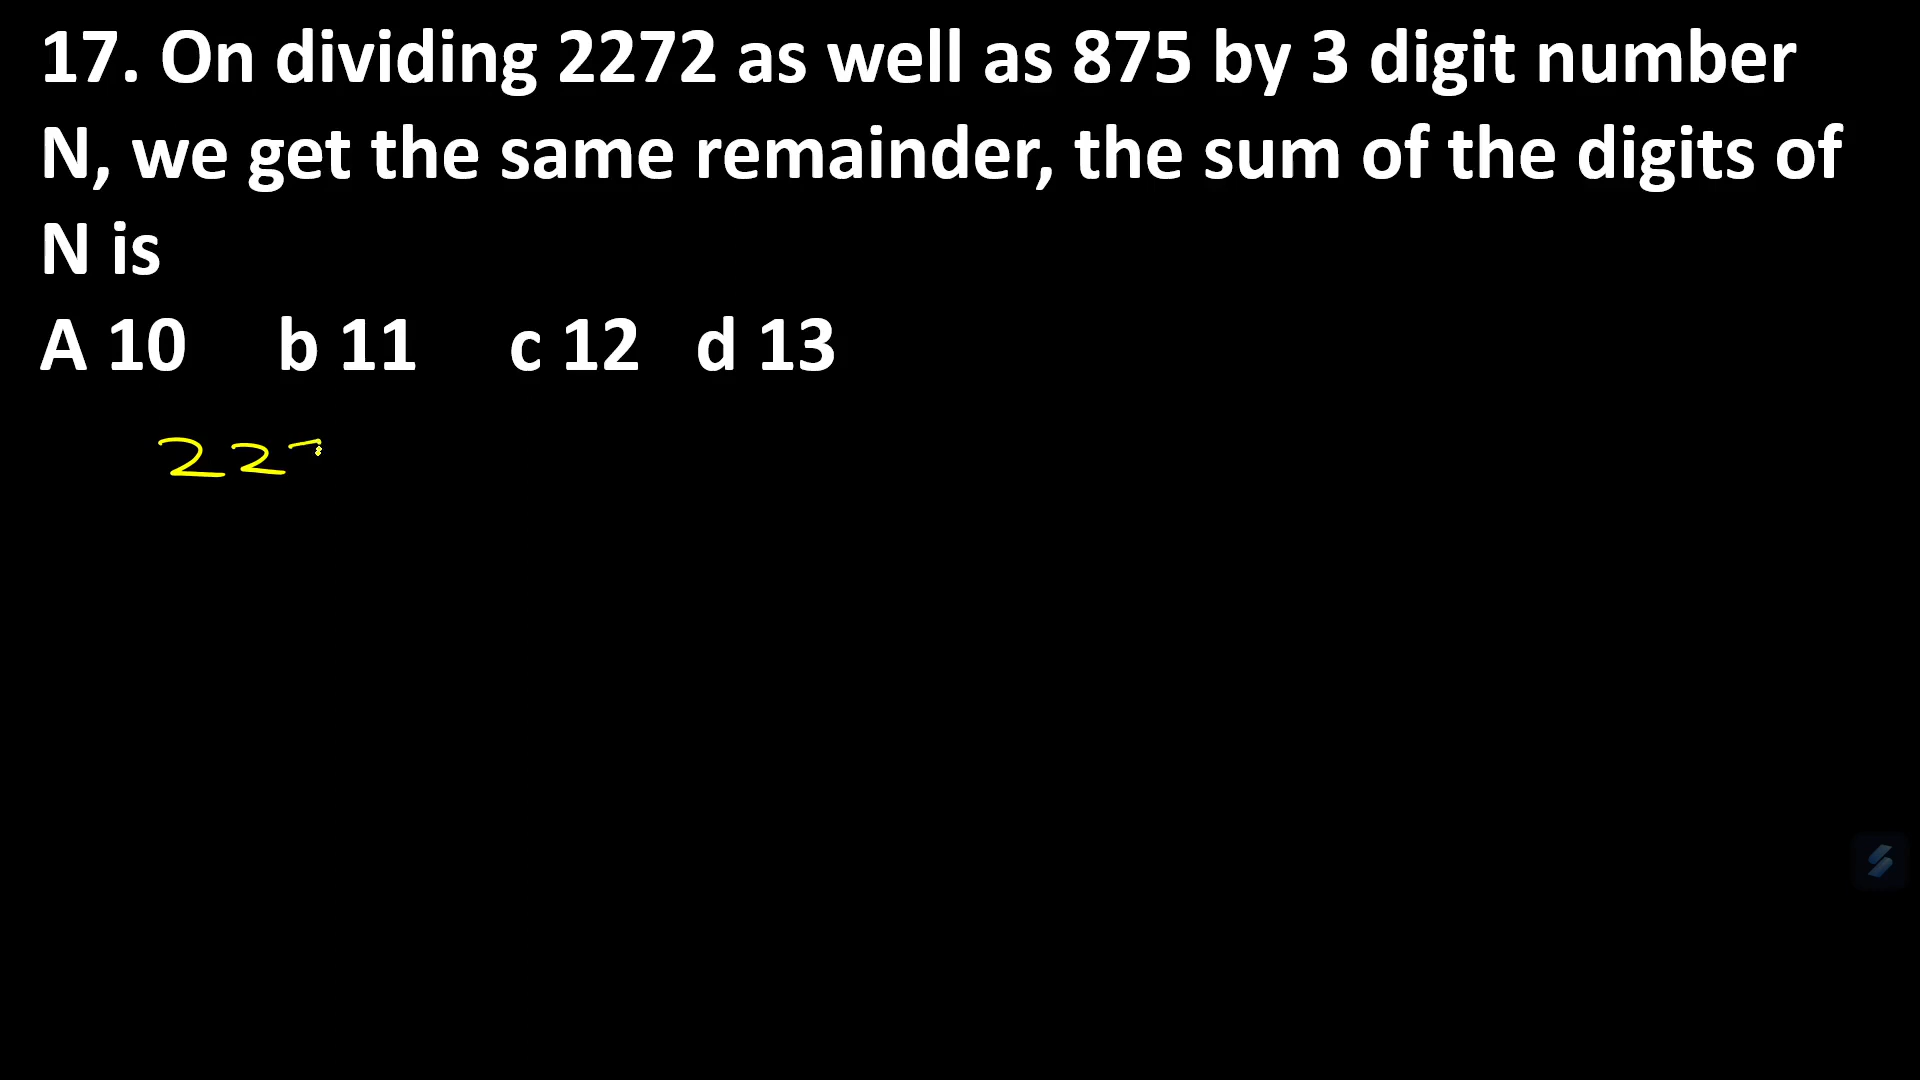 17. On dividing 2272 as well as 875 by 3 digit number
N, we get the same remainder, the sum of the digits of
N is
A 10 b 11 c 12 d 13
227